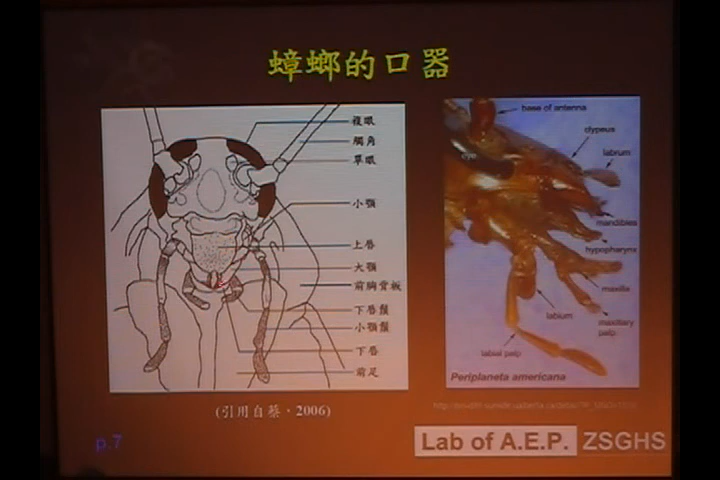 蟑螂的口器
複眼
觸角
單眼
小顎
上唇
大顎
前胸背板
下唇鬚
小顎鬚
下唇
前足
(引用自蔡，2006)
base of antenna
clypeus
labrum
eye
mandibles
hypopharynx
maxilla
labium
maxillary
palp
labial palp
Periplaneta americana
p.7
Lab of A.E.P. ZSGHS